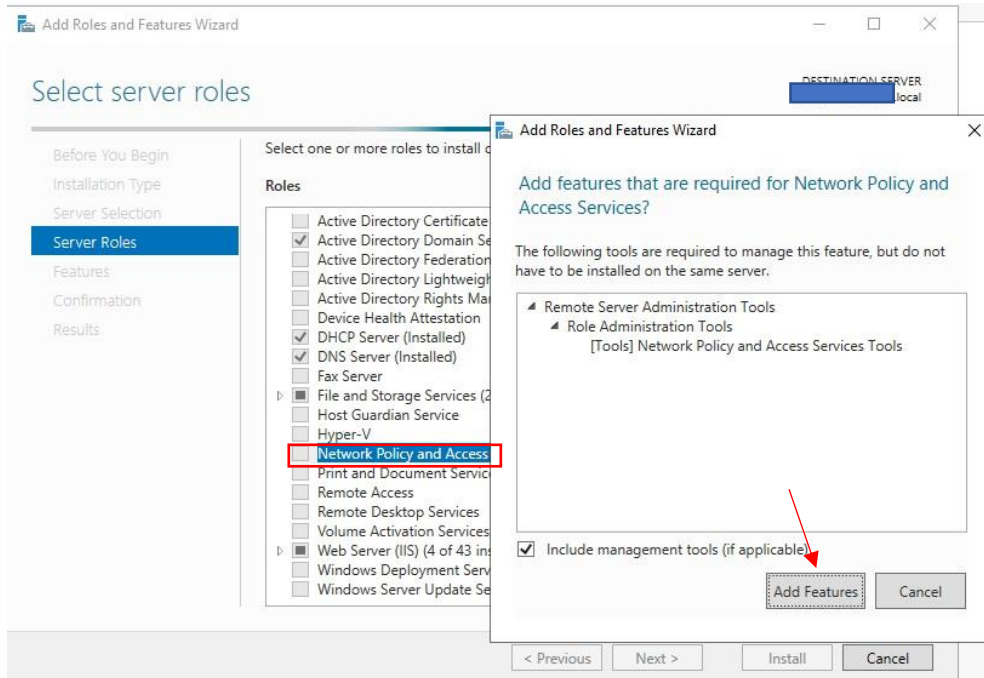 Add Roles and Features Wizard
Select server roles
DESTINATION SERVER
.local
Before You Begin
Installation Type
Server Selection
Server Roles
Features
Confirmation
Results
Select one or more roles to install
Roles
Active Directory Certificate
Active Directory Domain Se
Active Directory Federation
Active Directory Lightweigh
Active Directory Rights Ma
Device Health Attestation
DHCP Server (Installed)
DNS Server (Installed)
Fax Server
File and Storage Services (2
Host Guardian Service
Hyper-V
Network Policy and Access
Print and Document Servic
Remote Access
Remote Desktop Services
Volume Activation Services
Web Server (IIS) (4 of 43 ins
Windows Deployment Serv
Windows Server Update Se
Add Roles and Features Wizard
Add features that are required for Network Policy and
Access Services?
The following tools are required to manage this feature, but do not
have to be installed on the same server.
Remote Server Administration Tools
Role Administration Tools
[Tools] Network Policy and Access Services Tools
Include management tools (if applicable)
Add Features
Cancel
< Previous
Next >
Install
Cancel